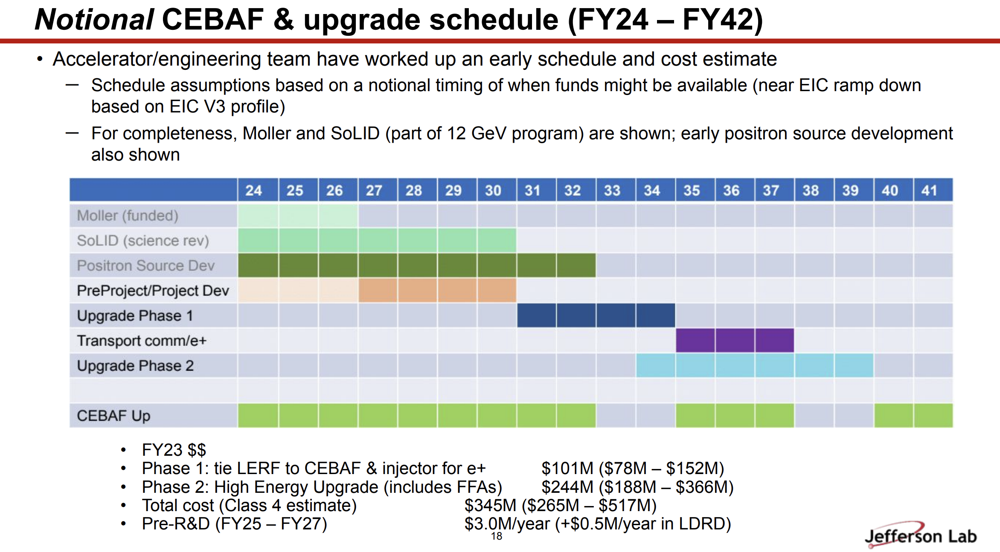 Notional CEBAF & upgrade schedule (FY24 – FY42)
• Accelerator/engineering team have worked up an early schedule and cost estimate
— Schedule assumptions based on a notional timing of when funds might be available (near EIC ramp down
based on EIC V3 profile)
— For completeness, Moller and SoLID (part of 12 GeV program) are shown; early positron source development
also shown
24 25 26 27 28 29 30 31 32 33 34 35 36 37 38 39 40 41
Moller (funded)
SoLID (science rev)
Positron Source Dev
PreProject/Project Dev
Upgrade Phase 1
Transport comm/e+
Upgrade Phase 2
CEBAF Up
• FY23 $$
• Phase 1: tie LERF to CEBAF & injector for e+ $101M ($78M – $152M)
• Phase 2: High Energy Upgrade (includes FFAs) $244M ($188M – $366M)
• Total cost (Class 4 estimate) $345M ($265M – $517M)
• Pre-R&D (FY25 – FY27) $3.0M/year (+$0.5M/year in LDRD)
18
Jefferson Lab